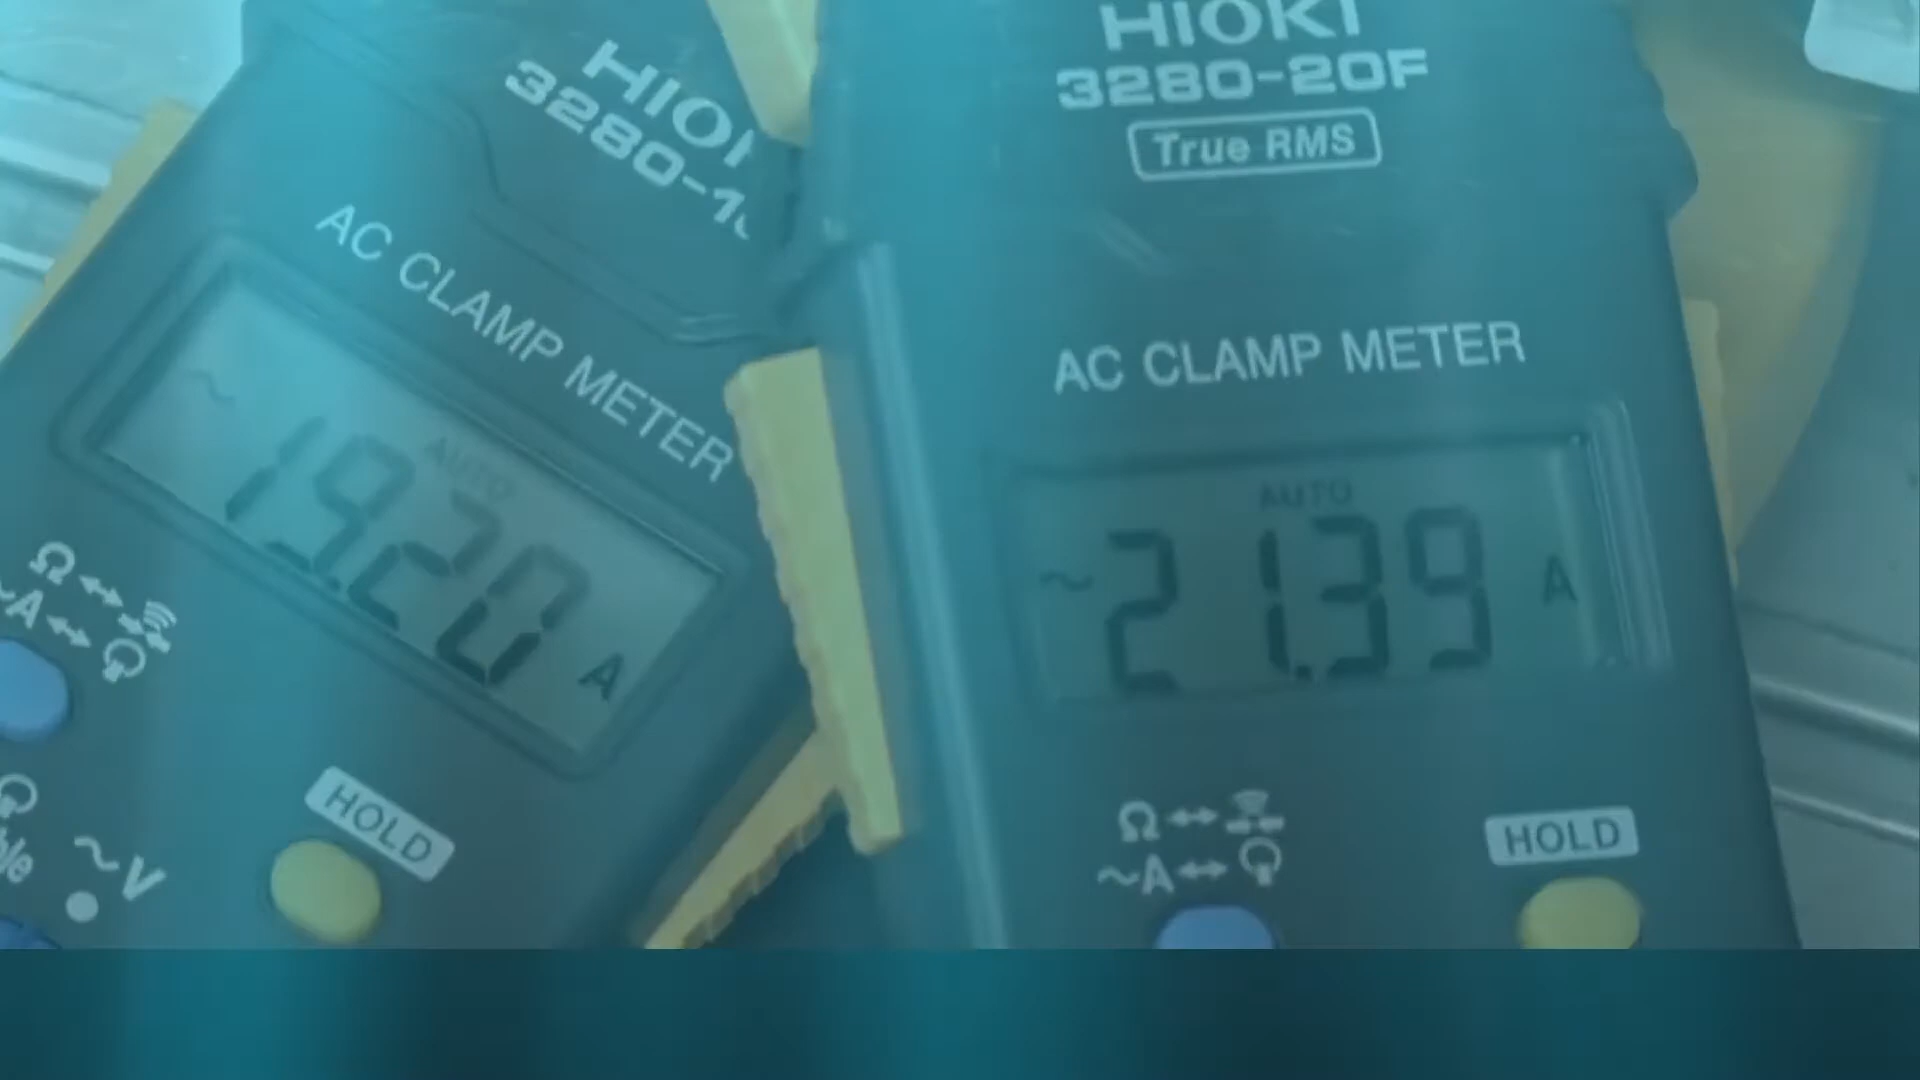 HIOKI
3280-1
AC CLAMP METER
~
AUTO
19.20 A
Ω ↔
~A ↔
~V
HOLD
HIOKI
3280-20F
True RMS
AC CLAMP METER
AUTO
~ 21.39 A
Ω ↔
~A ↔
HOLD